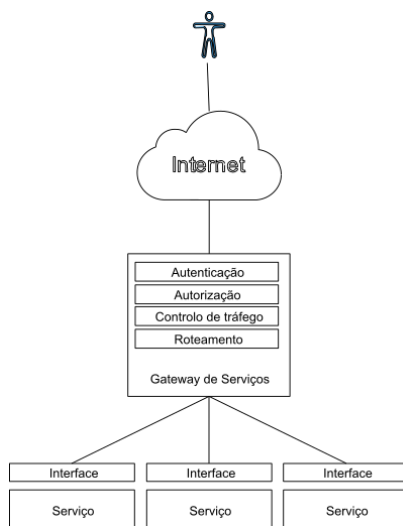 Internet
Autenticação
Autorização
Controlo de tráfego
Roteamento
Gateway de Serviços
Interface Interface Interface
Serviço Serviço Serviço